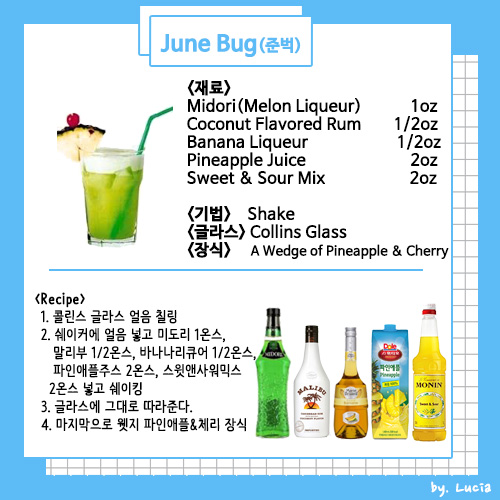 June Bug(준벅)
<재료>
Midori(Melon Liqueur) 1oz
Coconut Flavored Rum 1/2oz
Banana Liqueur 1/2oz
Pineapple Juice 2oz
Sweet & Sour Mix 2oz
<기법> Shake
<글라스> Collins Glass
<장식> A Wedge of Pineapple & Cherry
<Recipe>
1. 콜린스 글라스 얼음 칠링
2. 쉐이커에 얼음 넣고 미도리 1온스,
말리부 1/2온스, 바나나리큐어 1/2온스,
파인애플주스 2온스, 스윗앤사워믹스
2온스 넣고 쉐이킹
3. 글라스에 그대로 따라준다.
4. 마지막으로 웻지 파인애플&체리 장식
MIDORI
MALIBU
Dole
파인애플
Pineapple
MONIN
Sweet & Sour
by. Lucia